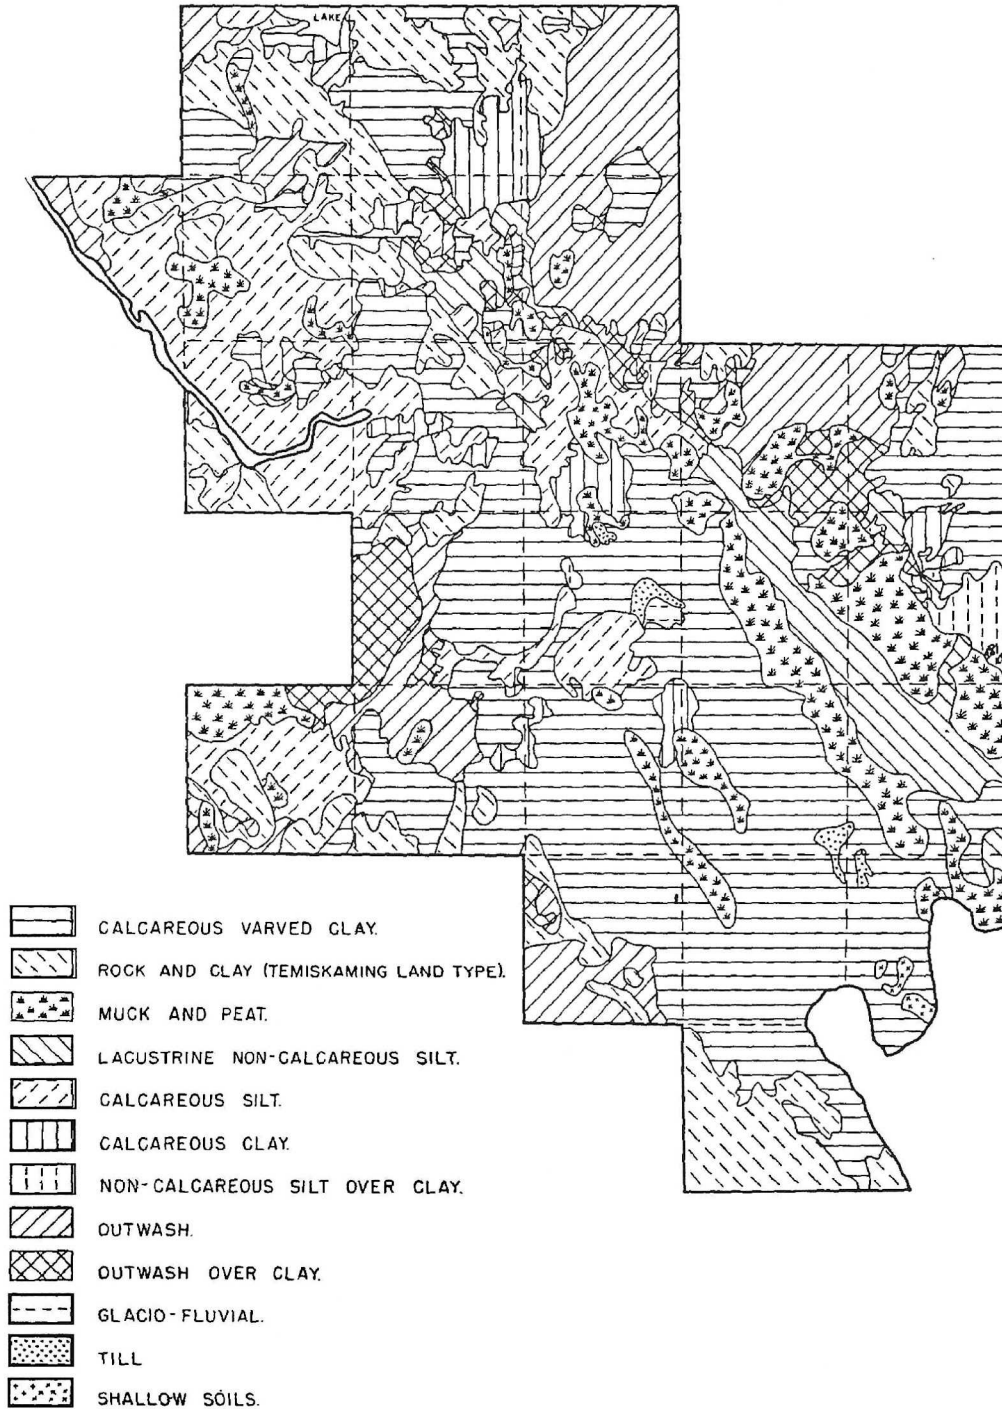 LAKE
CALCAREOUS VARVED CLAY.
ROCK AND CLAY (TEMISKAMING LAND TYPE).
MUCK AND PEAT.
LACUSTRINE NON-CALCAREOUS SILT.
CALCAREOUS SILT.
CALCAREOUS CLAY.
NON-CALCAREOUS SILT OVER CLAY.
OUTWASH.
OUTWASH OVER CLAY.
GLACIO-FLUVIAL.
TILL
SHALLOW SOILS.